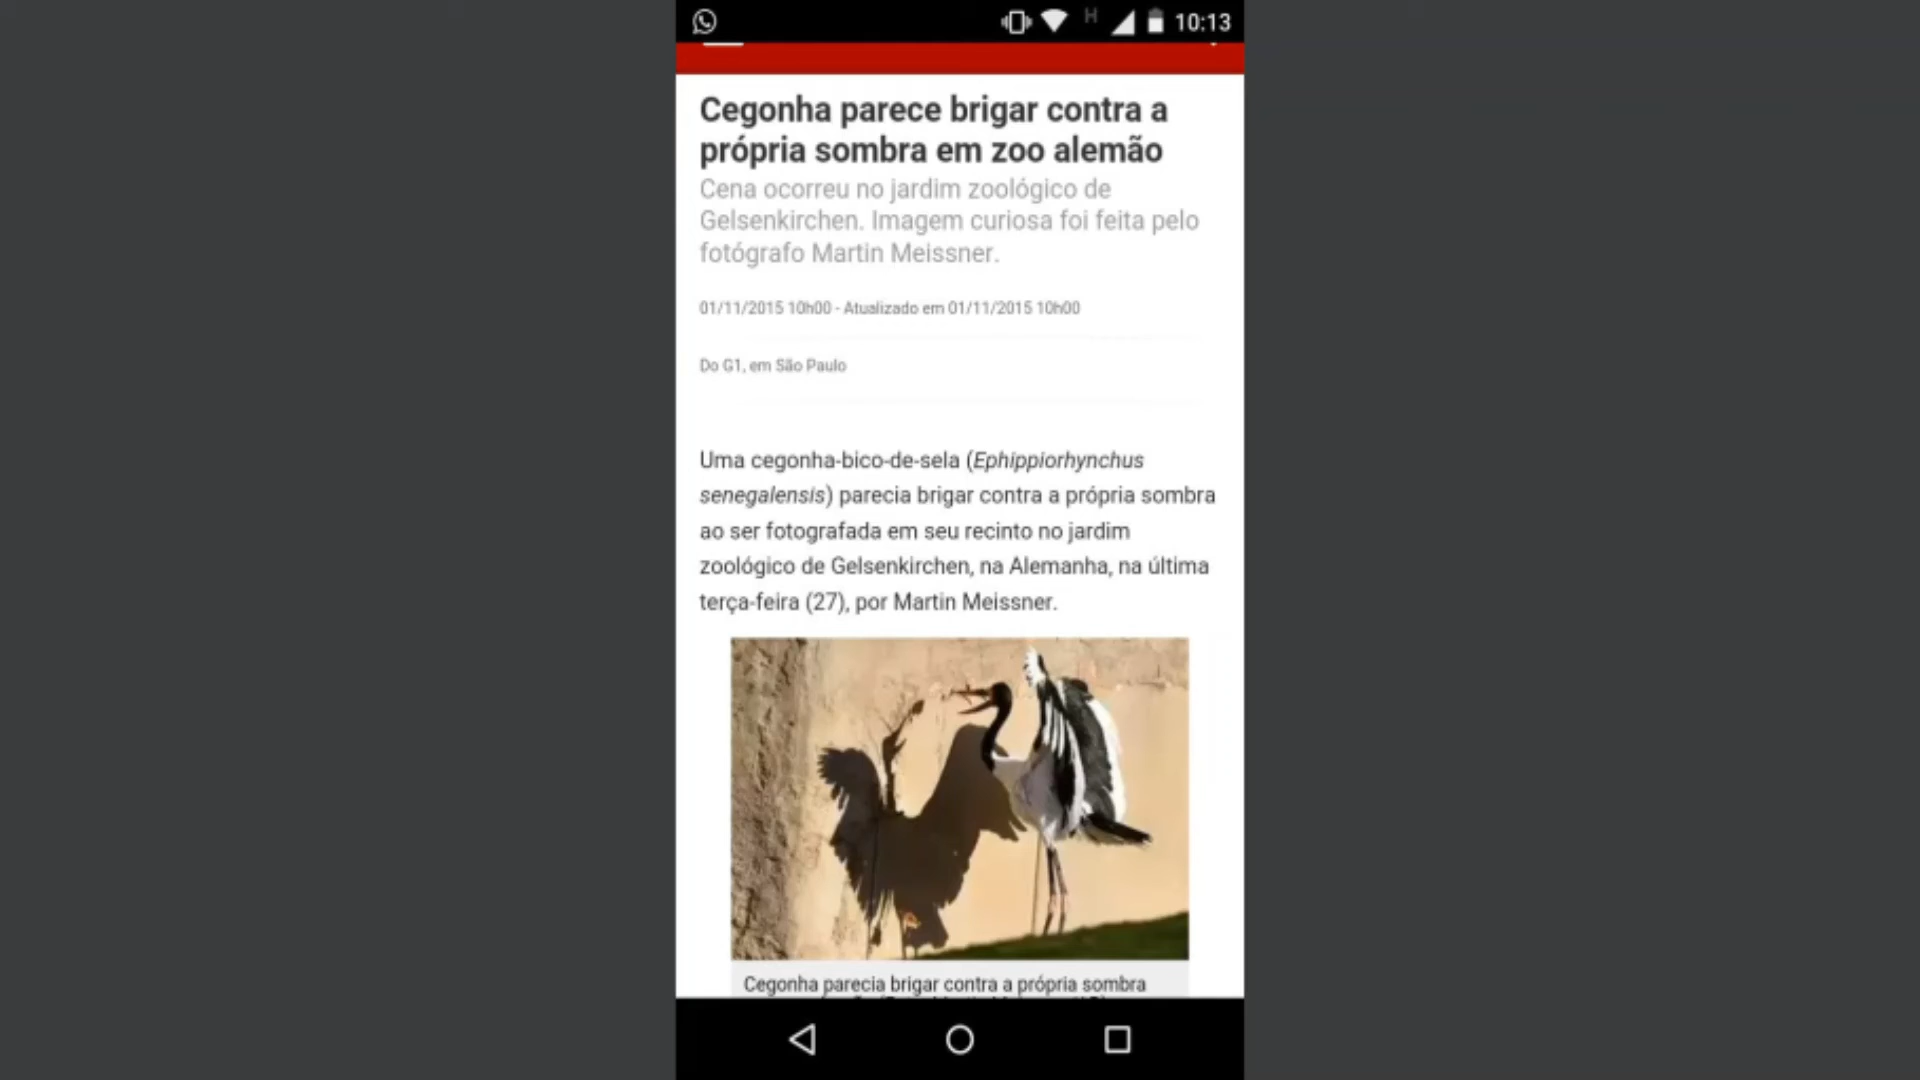 10:13
Cegonha parece brigar contra a
própria sombra em zoo alemão
Cena ocorreu no jardim zoológico de
Gelsenkirchen. Imagem curiosa foi feita pelo
fotógrafo Martin Meissner.
01/11/2015 10h00 - Atualizado em 01/11/2015 10h00
Do G1, em São Paulo
Uma cegonha-bico-de-sela (Ephippiorhynchus
senegalensis) parecia brigar contra a própria sombra
ao ser fotografada em seu recinto no jardim
zoológico de Gelsenkirchen, na Alemanha, na última
terça-feira (27), por Martin Meissner.
Cegonha parecia brigar contra a própria sombra